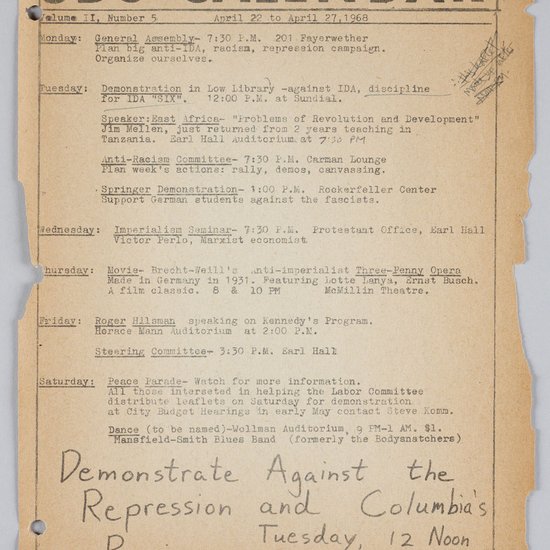 SDS CALENDAR
Volume II, Number 5 April 22 to April 27,1968
Monday: General Assembly- 7:30 P.M. 201 Fayerwether
Plan big anti-IDA, racism, repression campaign.
Organize ourselves.
Tuesday: Demonstration in Low Library -against IDA, discipline
for IDA "SIX". 12:00 P.M. at Sundial.
Speaker:East Africa- "Problems of Revolution and Development"
Jim Mellen, just returned from 2 years teaching in
Tanzania. Earl Hall Auditorium at 7:30 PM
Anti-Racism Committee- 7:30 P.M. Carman Lounge
Plan week's actions: rally, demos, canvassing.
Springer Demonstration- 1:00 P.M. Rockerfeller Center
Support German students against the fascists.
Wednesday: Imperialism Seminar- 7:30 P.M. Protestant Office, Earl Hall
Victor Perlo, Marxist economist
Thursday: Movie- Brecht-Weill's anti-imperialist Three-Penny Opera
Made in Germany in 1931. Featuring Lotte Lanya, Ernst Busch.
A film classic. 8 & 10 PM McMillin Theatre.
Friday: Roger Hilsman speaking on Kennedy's Program.
Horace Mann Auditorium at 2:00 P.M.
Steering Committee- 3:30 P.M. Earl Hall
Saturday: Peace Parade- Watch for more information.
All those interseted in helping the Labor Committee
distribute leaflets on Saturday for demonstration
at City Budget Hearings in early May contact Steve Komm.
Dance (to be named)-Wollman Auditorium, 9 PM-1 AM. $1.
Mansfield-Smith Blues Band (formerly the Bodysnatchers)
Demonstrate Against the
Repression and Columbia's
Tuesday, 12 Noon